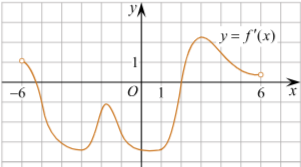 y
y = f'(x)
1
-6 O 1 6 x